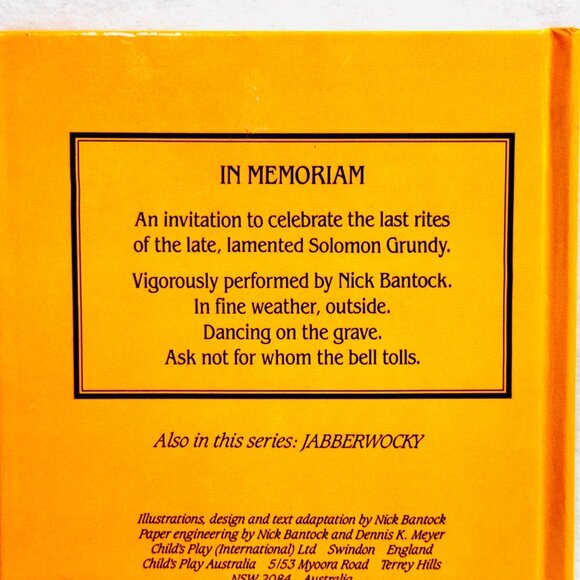 IN MEMORIAM
An invitation to celebrate the last rites
of the late, lamented Solomon Grundy.
Vigorously performed by Nick Bantock.
In fine weather, outside.
Dancing on the grave.
Ask not for whom the bell tolls.
Also in this series: JABBERWOCKY
Illustrations, design and text adaptation by Nick Bantock
Paper engineering by Nick Bantock and Dennis K. Meyer
Child's Play (International) Ltd Swindon England
Child's Play Australia 5/53 Myoora Road Terrey Hills
NSW 2084 Australia